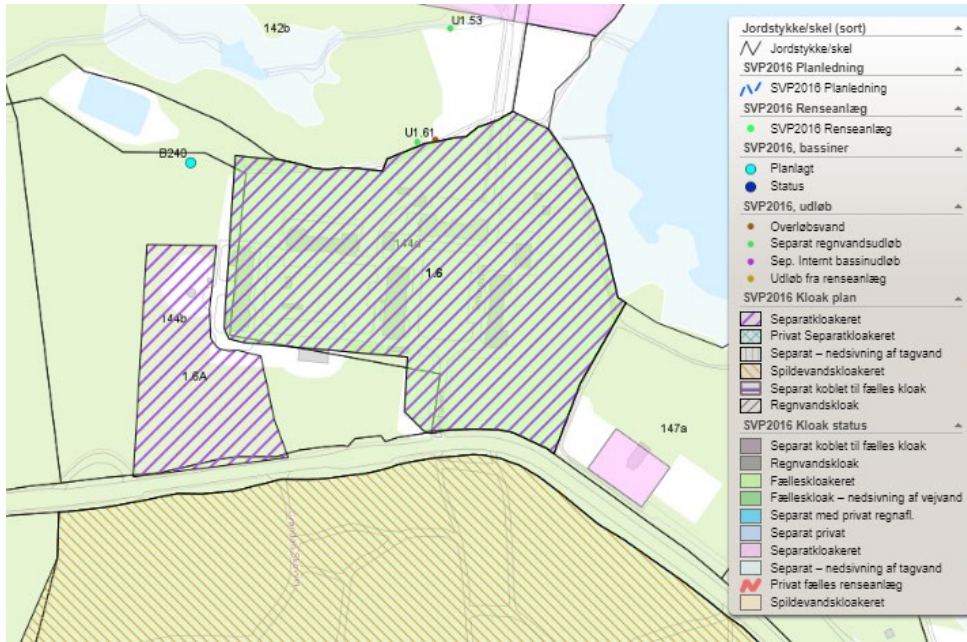 142b
U1.53
U1.61
B240
144d
1.6
144b
1.6A
147a
Jordstykke/skel (sort)
Jordstykke/skel
SVP2016 Planledning
SVP2016 Planledning
SVP2016 Renseanlæg
SVP2016 Renseanlæg
SVP2016, bassiner
Planlagt
Status
SVP2016, udløb
Overløbsvand
Separat regnvandsudløb
Sep. Internt bassinudløb
Udløb fra renseanlæg
SVP2016 Kloak plan
Separatkloakeret
Privat Separatkloakeret
Separat – nedsivning af tagvand
Spildevandskloakeret
Separat koblet til fælles kloak
Regnvandskloak
SVP2016 Kloak status
Separat koblet til fælles kloak
Regnvandskloak
Fælleskloakeret
Fælleskloak – nedsivning af vejvand
Separat med privat regnafl.
Separat privat
Separatkloakeret
Separat – nedsivning af tagvand
Privat fælles renseanlæg
Spildevandskloakeret